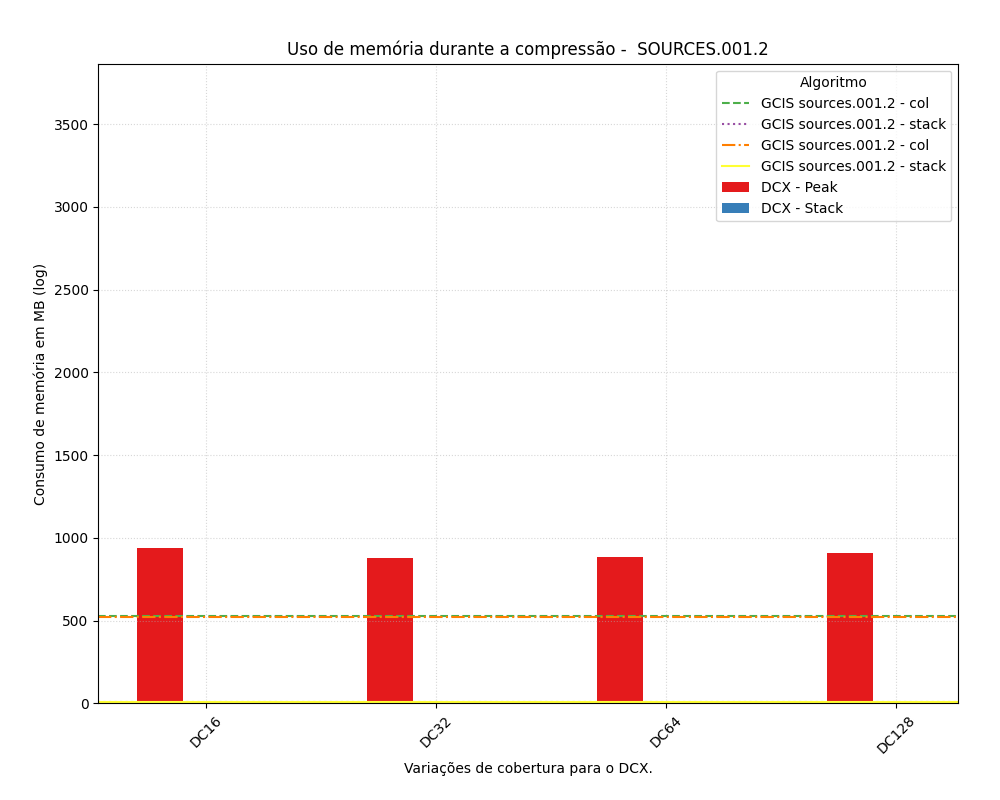 Uso de memória durante a compressão -  SOURCES.001.2
Algoritmo
GCIS sources.001.2 - col
GCIS sources.001.2 - stack
GCIS sources.001.2 - col
GCIS sources.001.2 - stack
DCX - Peak
DCX - Stack
Consumo de memória em MB (log)
3500
3000
2500
2000
1500
1000
500
0
DC16
DC32
DC64
DC128
Variações de cobertura para o DCX.